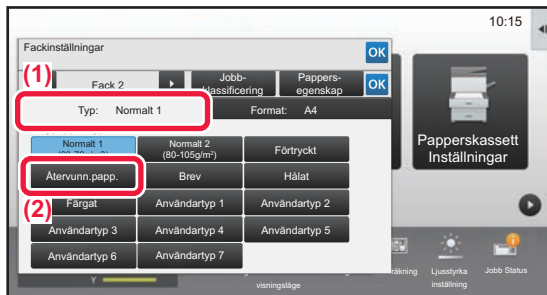 10:15
Fackinställningar
OK
(1)
Fack 2
Jobb-
klassificering
Pappers-
egenskap
OK
Typ: Normalt 1
Format: A4
Normalt 1
Normalt 2
(80-105g/m²)
Förtryckt
Återvunn.papp.
Brev
Hålat
(2)
Färgat
Användartyp 1
Användartyp 2
Användartyp 3
Användartyp 4
Användartyp 5
Användartyp 6
Användartyp 7
Papperskassett
Inställningar
Y
visningsläge
räkning
Ljusstyrka
inställning
Jobb Status